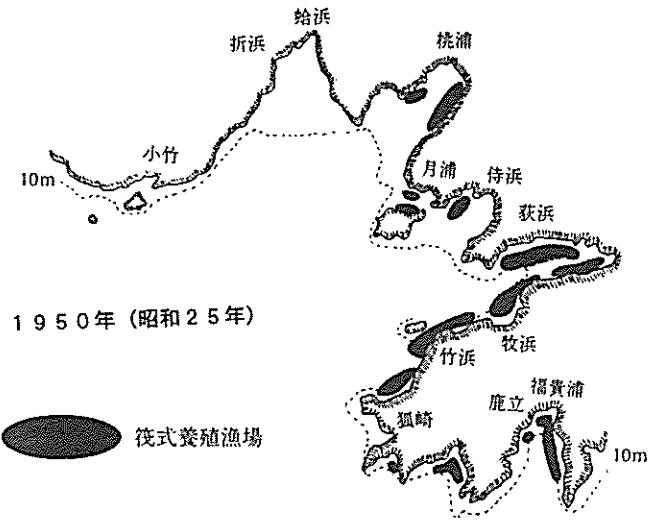 蛤浜
折浜
桃浦
小竹
10m
月浦
侍浜
荻浜
1950年（昭和25年）
竹浜
牧浜
狐崎
鹿立
福貴浦
10m
筏式養殖漁場